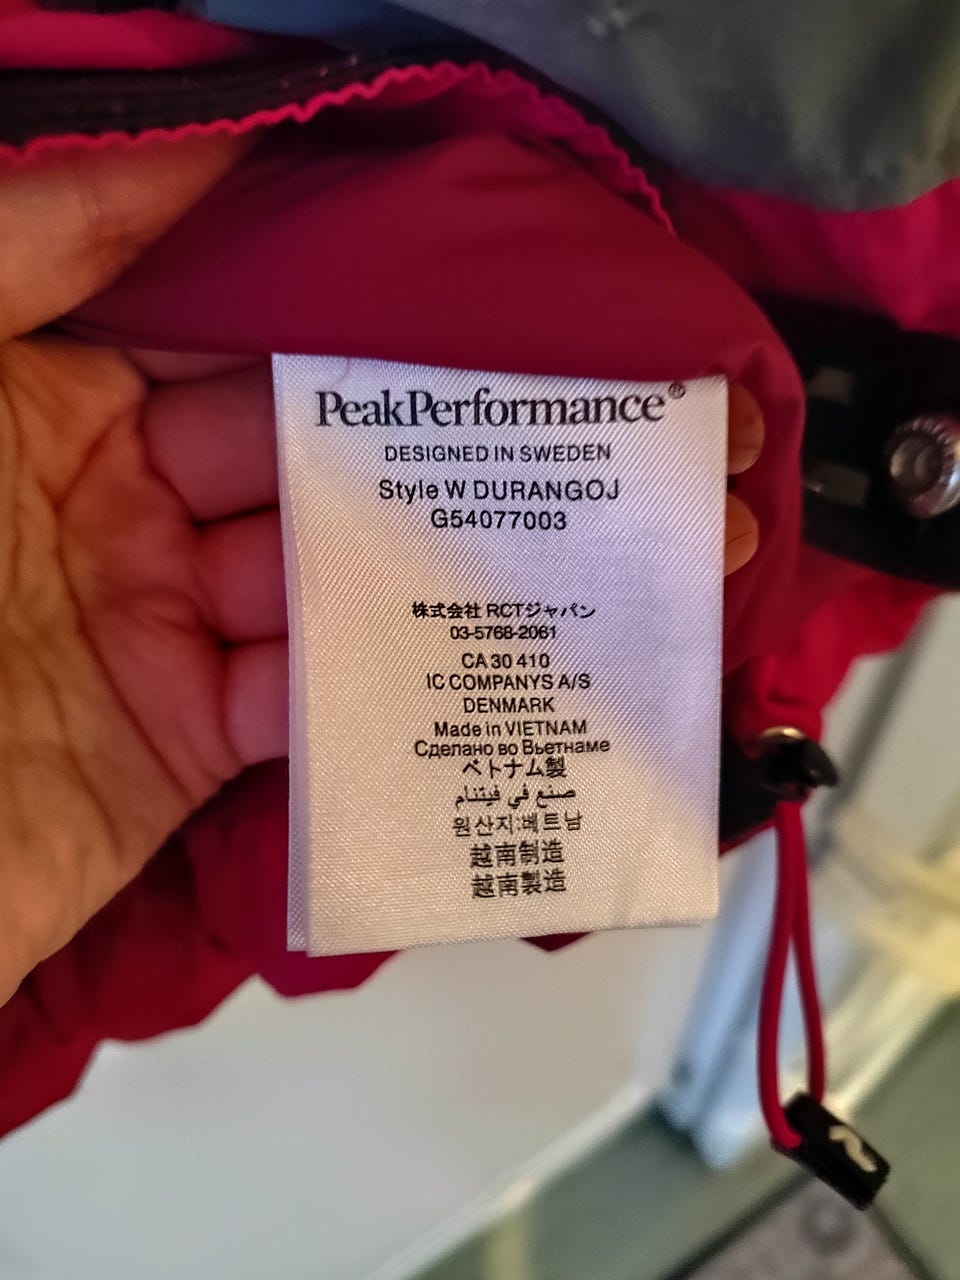 PeakPerformance®
DESIGNED IN SWEDEN
Style W DURANGOJ
G54077003
株式会社 RCTジャパン
03-5768-2061
CA 30 410
IC COMPANYS A/S
DENMARK
Made in VIETNAM
Сделано во Вьетнаме
ベトナム製
صنع في فيتنام
원산지:베트남
越南制造
越南製造